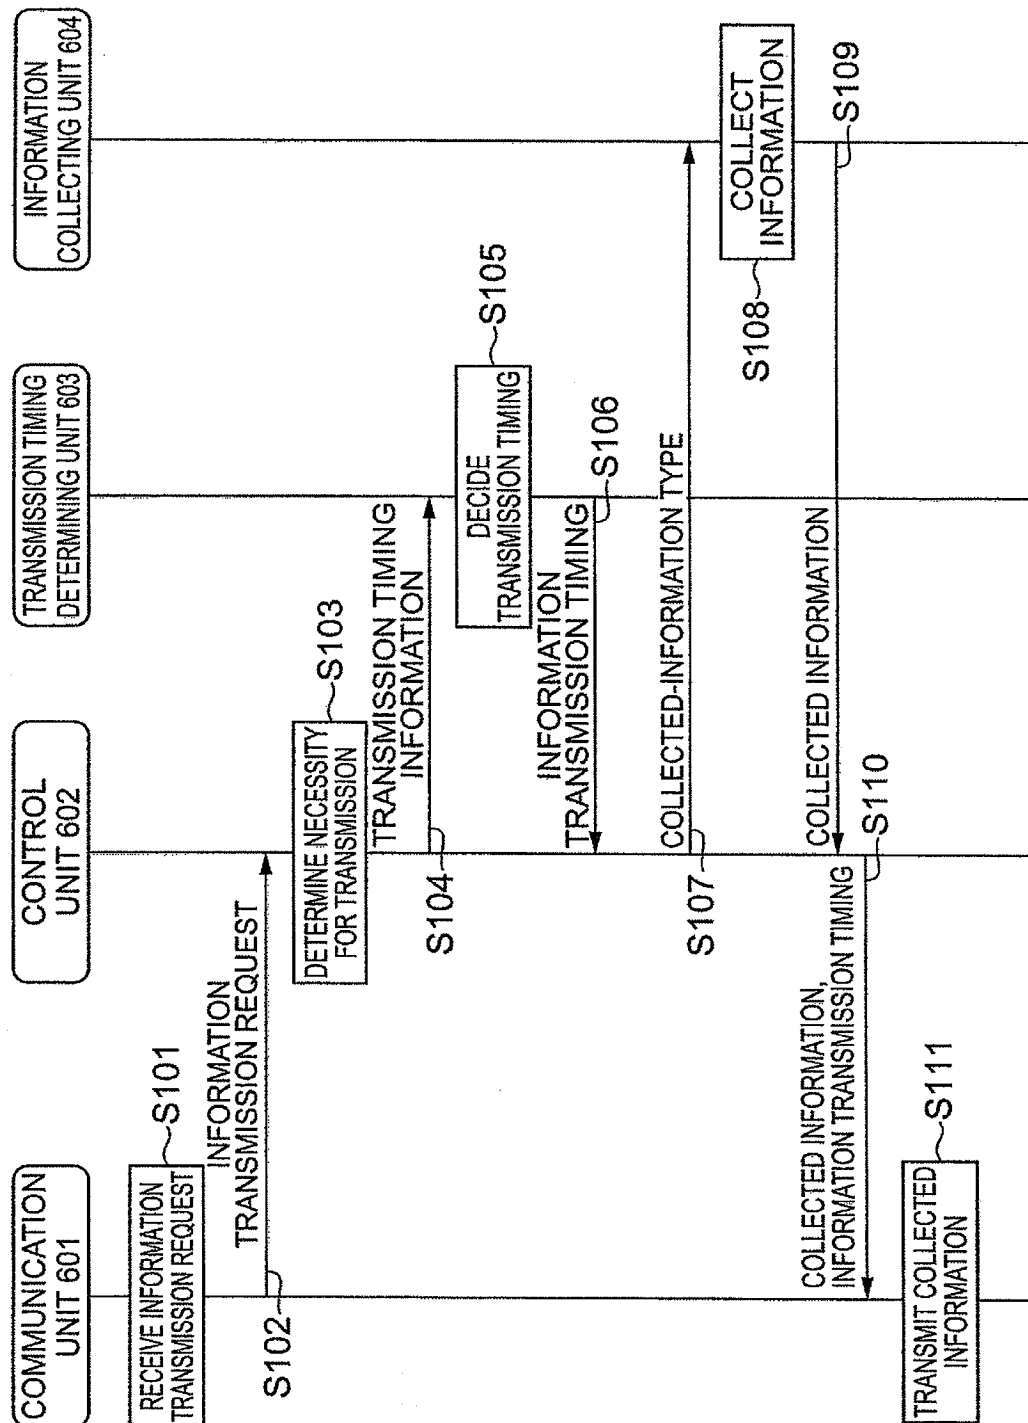 COMMUNICATION
UNIT 601
CONTROL
UNIT 602
TRANSMISSION TIMING
DETERMINING UNIT 603
INFORMATION
COLLECTING UNIT 604
RECEIVE INFORMATION
TRANSMISSION REQUEST
S101
INFORMATION
TRANSMISSION REQUEST
S102
DETERMINE NECESSITY
FOR TRANSMISSION
S103
TRANSMISSION TIMING
INFORMATION
S104
DECIDE
TRANSMISSION TIMING
S105
INFORMATION
TRANSMISSION TIMING
S106
COLLECTED-INFORMATION TYPE
S107
COLLECT
INFORMATION
S108
COLLECTED INFORMATION
S109
COLLECTED INFORMATION,
INFORMATION TRANSMISSION TIMING
S110
TRANSMIT COLLECTED
INFORMATION
S111